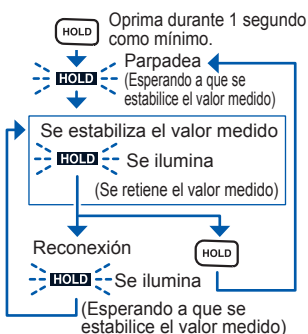 HOLD
Oprima durante 1 segundo
como mínimo.
HOLD
Parpadea
(Esperando a que se
estabilice el valor medido)
Se estabiliza el valor medido
HOLD
Se ilumina
(Se retiene el valor medido)
Reconexión
HOLD
HOLD
Se ilumina
(Esperando a que se
estabilice el valor medido)